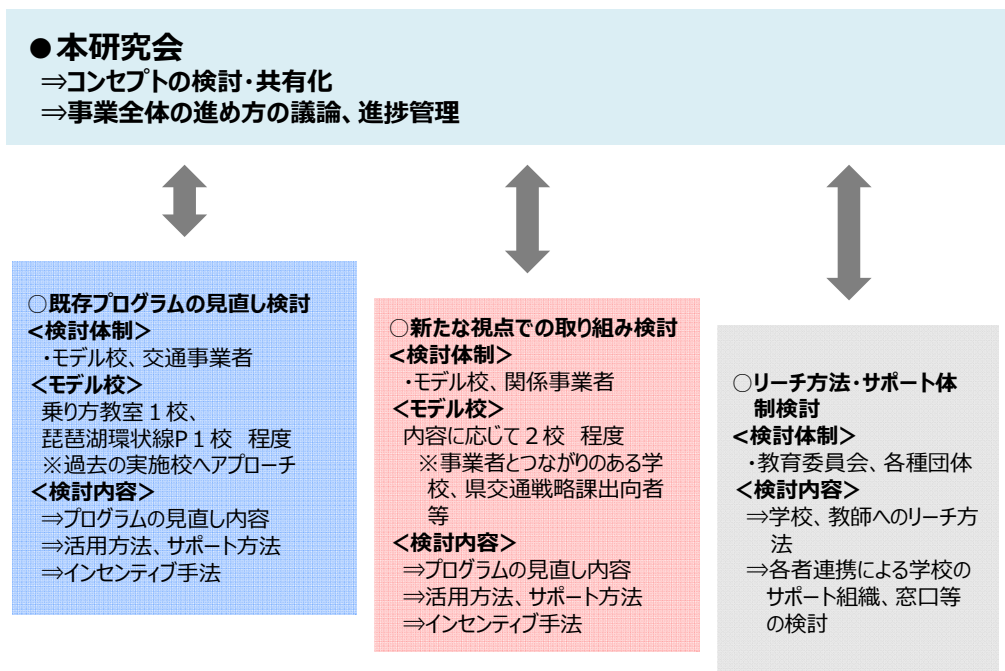 ●本研究会
⇒コンセプトの検討・共有化
⇒事業全体の進め方の議論、進捗管理
○既存プログラムの見直し検討
<検討体制>
・モデル校、交通事業者
<モデル校>
乗り方教室１校、
琵琶湖環状線P１校　程度
※過去の実施校へアプローチ
<検討内容>
⇒プログラムの見直し内容
⇒活用方法、サポート方法
⇒インセンティブ手法
○新たな視点での取り組み検討
<検討体制>
・モデル校、関係事業者
<モデル校>
内容に応じて２校　程度
※事業者とつながりのある学
校、県交通戦略課出向者
等
<検討内容>
⇒プログラムの見直し内容
⇒活用方法、サポート方法
⇒インセンティブ手法
○リーチ方法・サポート体
制検討
<検討体制>
・教育委員会、各種団体
<検討内容>
⇒学校、教師へのリーチ方
法
⇒各者連携による学校の
サポート組織、窓口等
の検討